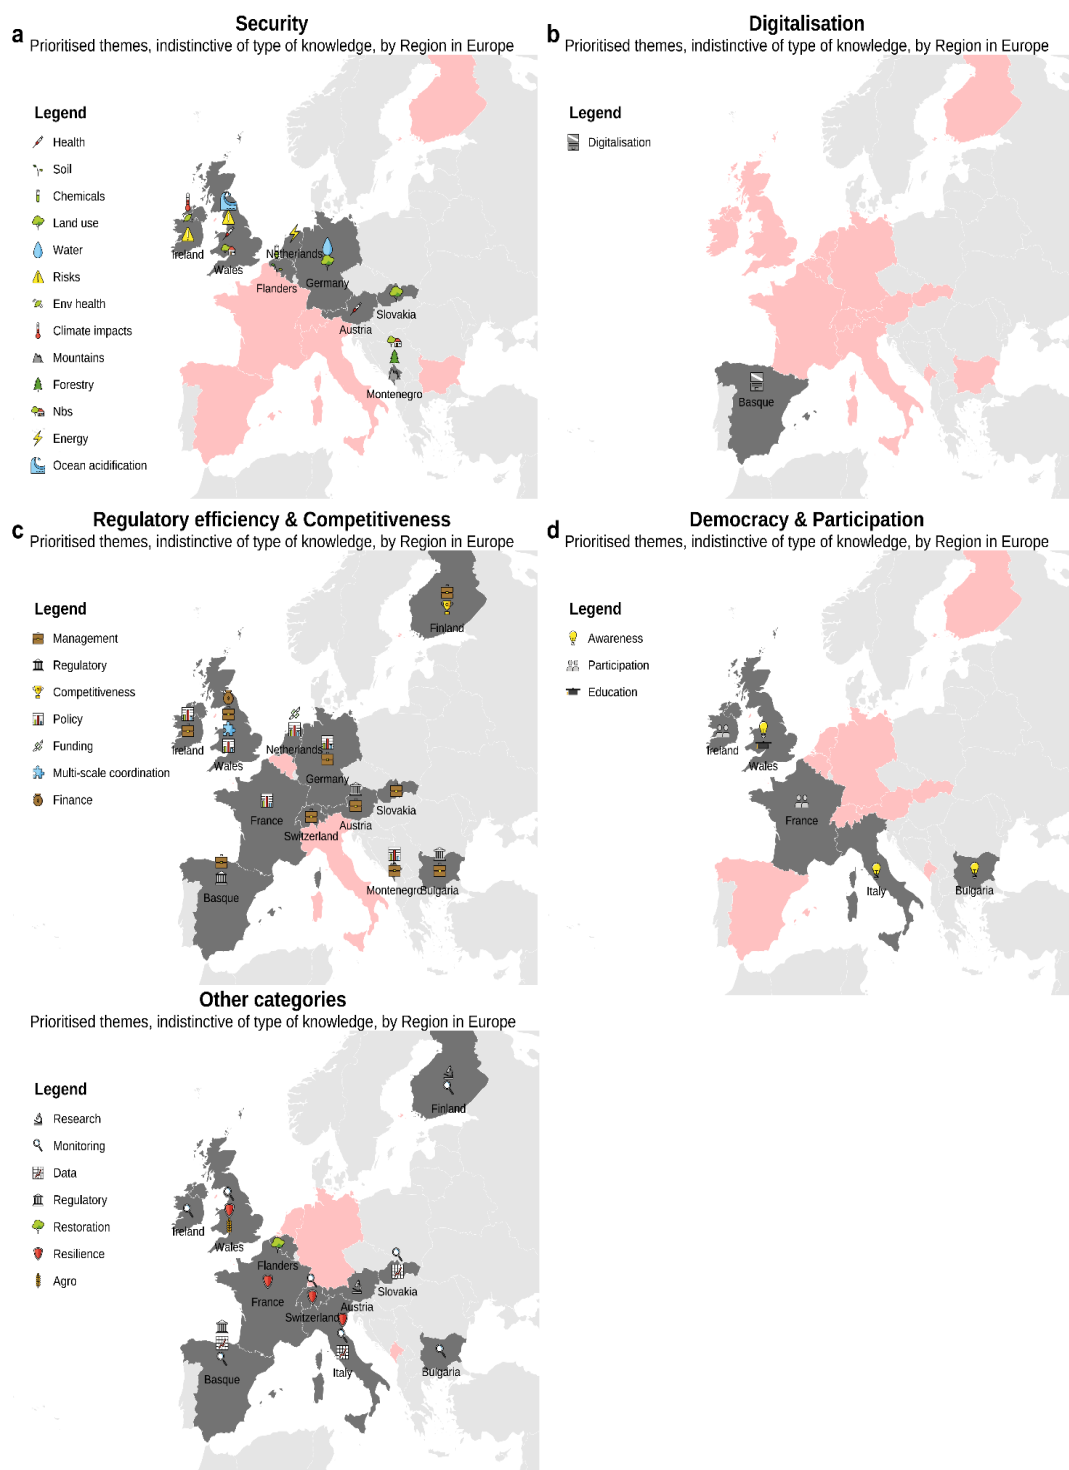 a
Security
Prioritised themes, indistinctive of type of knowledge, by Region in Europe
Legend
Health
Soil
Chemicals
Land use
Water
Risks
Env health
Climate impacts
Mountains
Forestry
Nbs
Energy
Ocean acidification
Ireland
Wales
Netherlands
Flanders
Germany
Austria
Slovakia
Montenegro
b
Digitalisation
Prioritised themes, indistinctive of type of knowledge, by Region in Europe
Legend
Digitalisation
Basque
c
Regulatory efficiency & Competitiveness
Prioritised themes, indistinctive of type of knowledge, by Region in Europe
Legend
Management
Regulatory
Competitiveness
Policy
Funding
Multi-scale coordination
Finance
Finland
Ireland
Wales
Netherlands
Germany
France
Switzerland
Austria
Slovakia
Basque
Montenegro
Bulgaria
d
Democracy & Participation
Prioritised themes, indistinctive of type of knowledge, by Region in Europe
Legend
Awareness
Participation
Education
Ireland
Wales
France
Italy
Bulgaria
Other categories
Prioritised themes, indistinctive of type of knowledge, by Region in Europe
Legend
Research
Monitoring
Data
Regulatory
Restoration
Resilience
Agro
Finland
Ireland
Wales
Flanders
France
Switzerland
Austria
Slovakia
Basque
Italy
Bulgaria